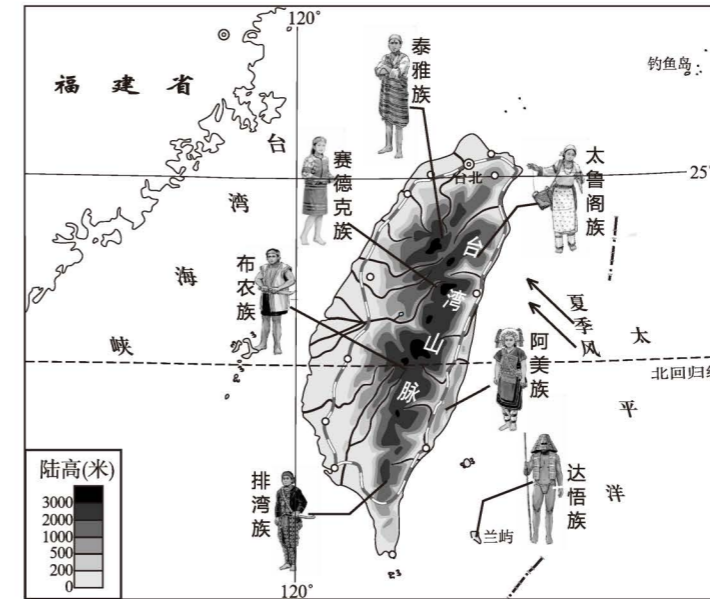 120°
福建省
泰雅族
钓鱼岛
台湾海峡
赛德克族
台北
太鲁阁族
25°
布农族
台湾山脉
夏季风
太平洋
阿美族
北回归线
陆高(米)
3000
2000
1000
500
200
0
排湾族
达悟族
兰屿
120°